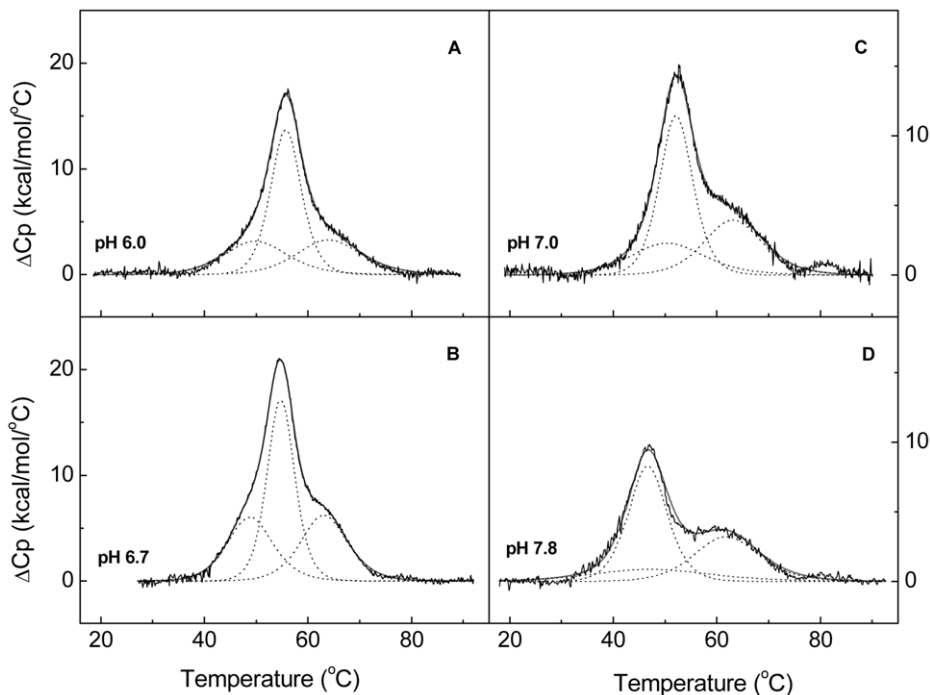 A
C
20
ΔCp (kcal/mol/°C)
10
10
pH 6.0
pH 7.0
0
0
B
D
20
ΔCp (kcal/mol/°C)
10
10
pH 6.7
pH 7.8
0
0
20 40 60 80
20 40 60 80
Temperature (°C)
Temperature (°C)